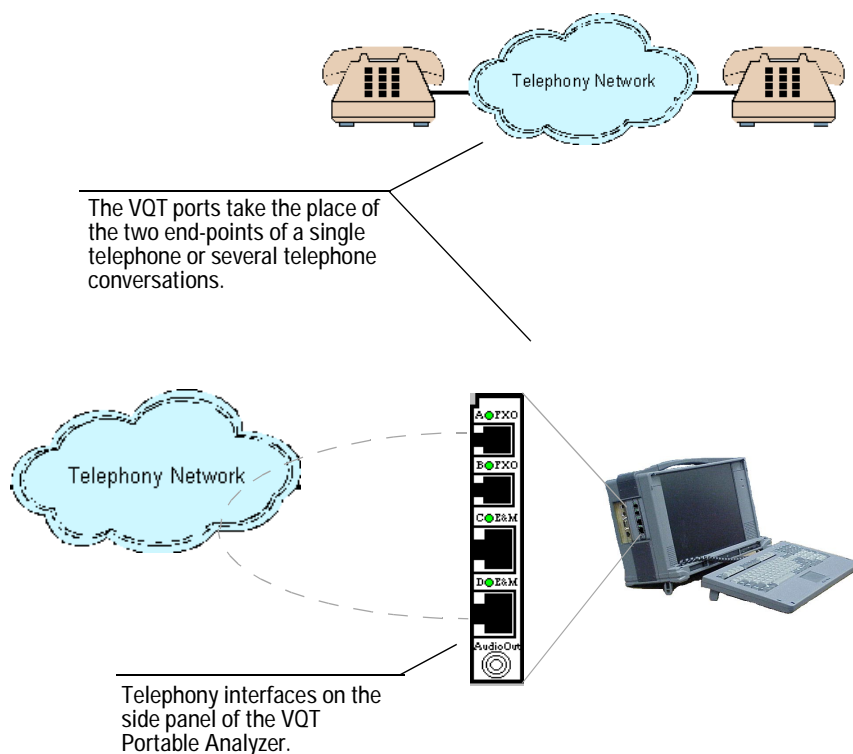 Telephony Network
The VQT ports take the place of
the two end-points of a single
telephone or several telephone
conversations.
Telephony Network
A FXO
B FXO
C E&M
D E&M
AudioOut
Telephony interfaces on the
side panel of the VQT
Portable Analyzer.